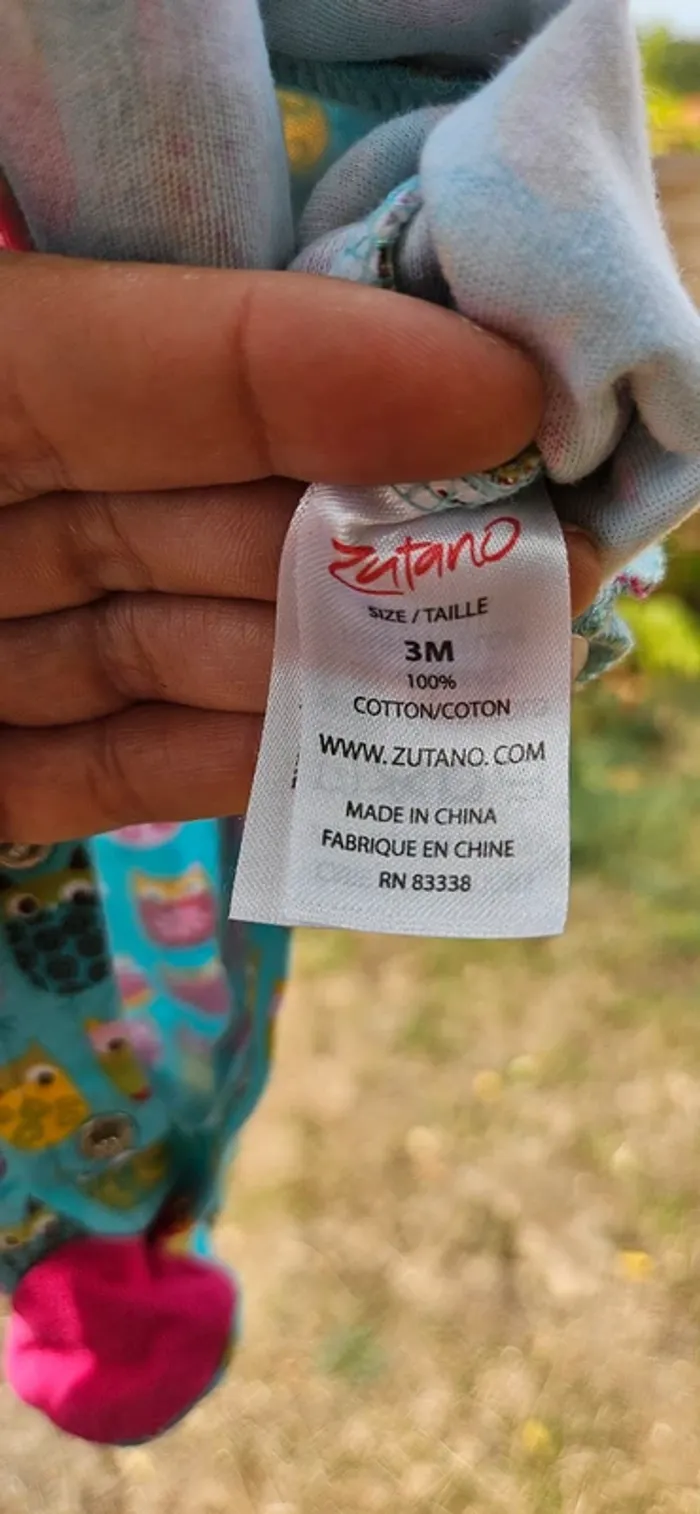 Zutano
SIZE / TAILLE
3M
100%
COTTON/COTON
WWW.ZUTANO.COM
MADE IN CHINA
FABRIQUE EN CHINE
RN 83338